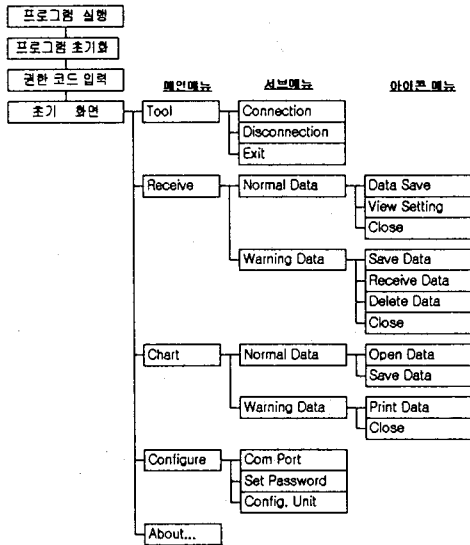 프로그램 실행
프로그램 초기화
권한 코드 입력
메인메뉴 서브메뉴 아이콘 메뉴
초기 화면 Tool Connection
Disconnection
Exit
Receive Normal Data Data Save
View Setting
Close
Warning Data Save Data
Receive Data
Delete Data
Close
Chart Normal Data Open Data
Save Data
Warning Data Print Data
Close
Configure Com Port
Set Password
Config. Unit
About...